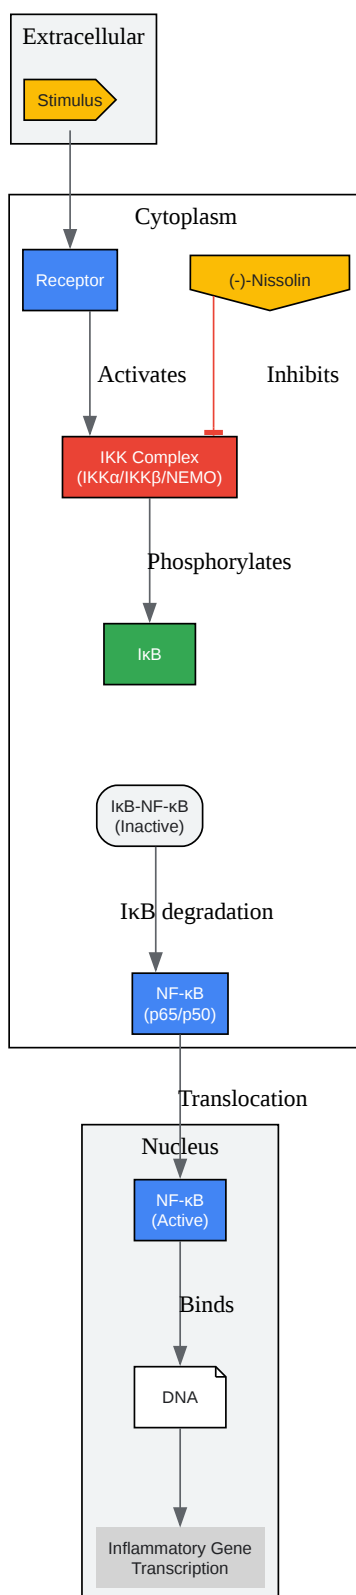 Extracellular
Stimulus
Cytoplasm
Receptor
(-)-Nissolin
Activates
Inhibits
IKK Complex
(IKKα/IKKβ/NEMO)
Phosphorylates
IκB
IκB-NF-κB
(Inactive)
IκB degradation
NF-κB
(p65/p50)
Translocation
Nucleus
NF-κB
(Active)
Binds
DNA
Inflammatory Gene
Transcription